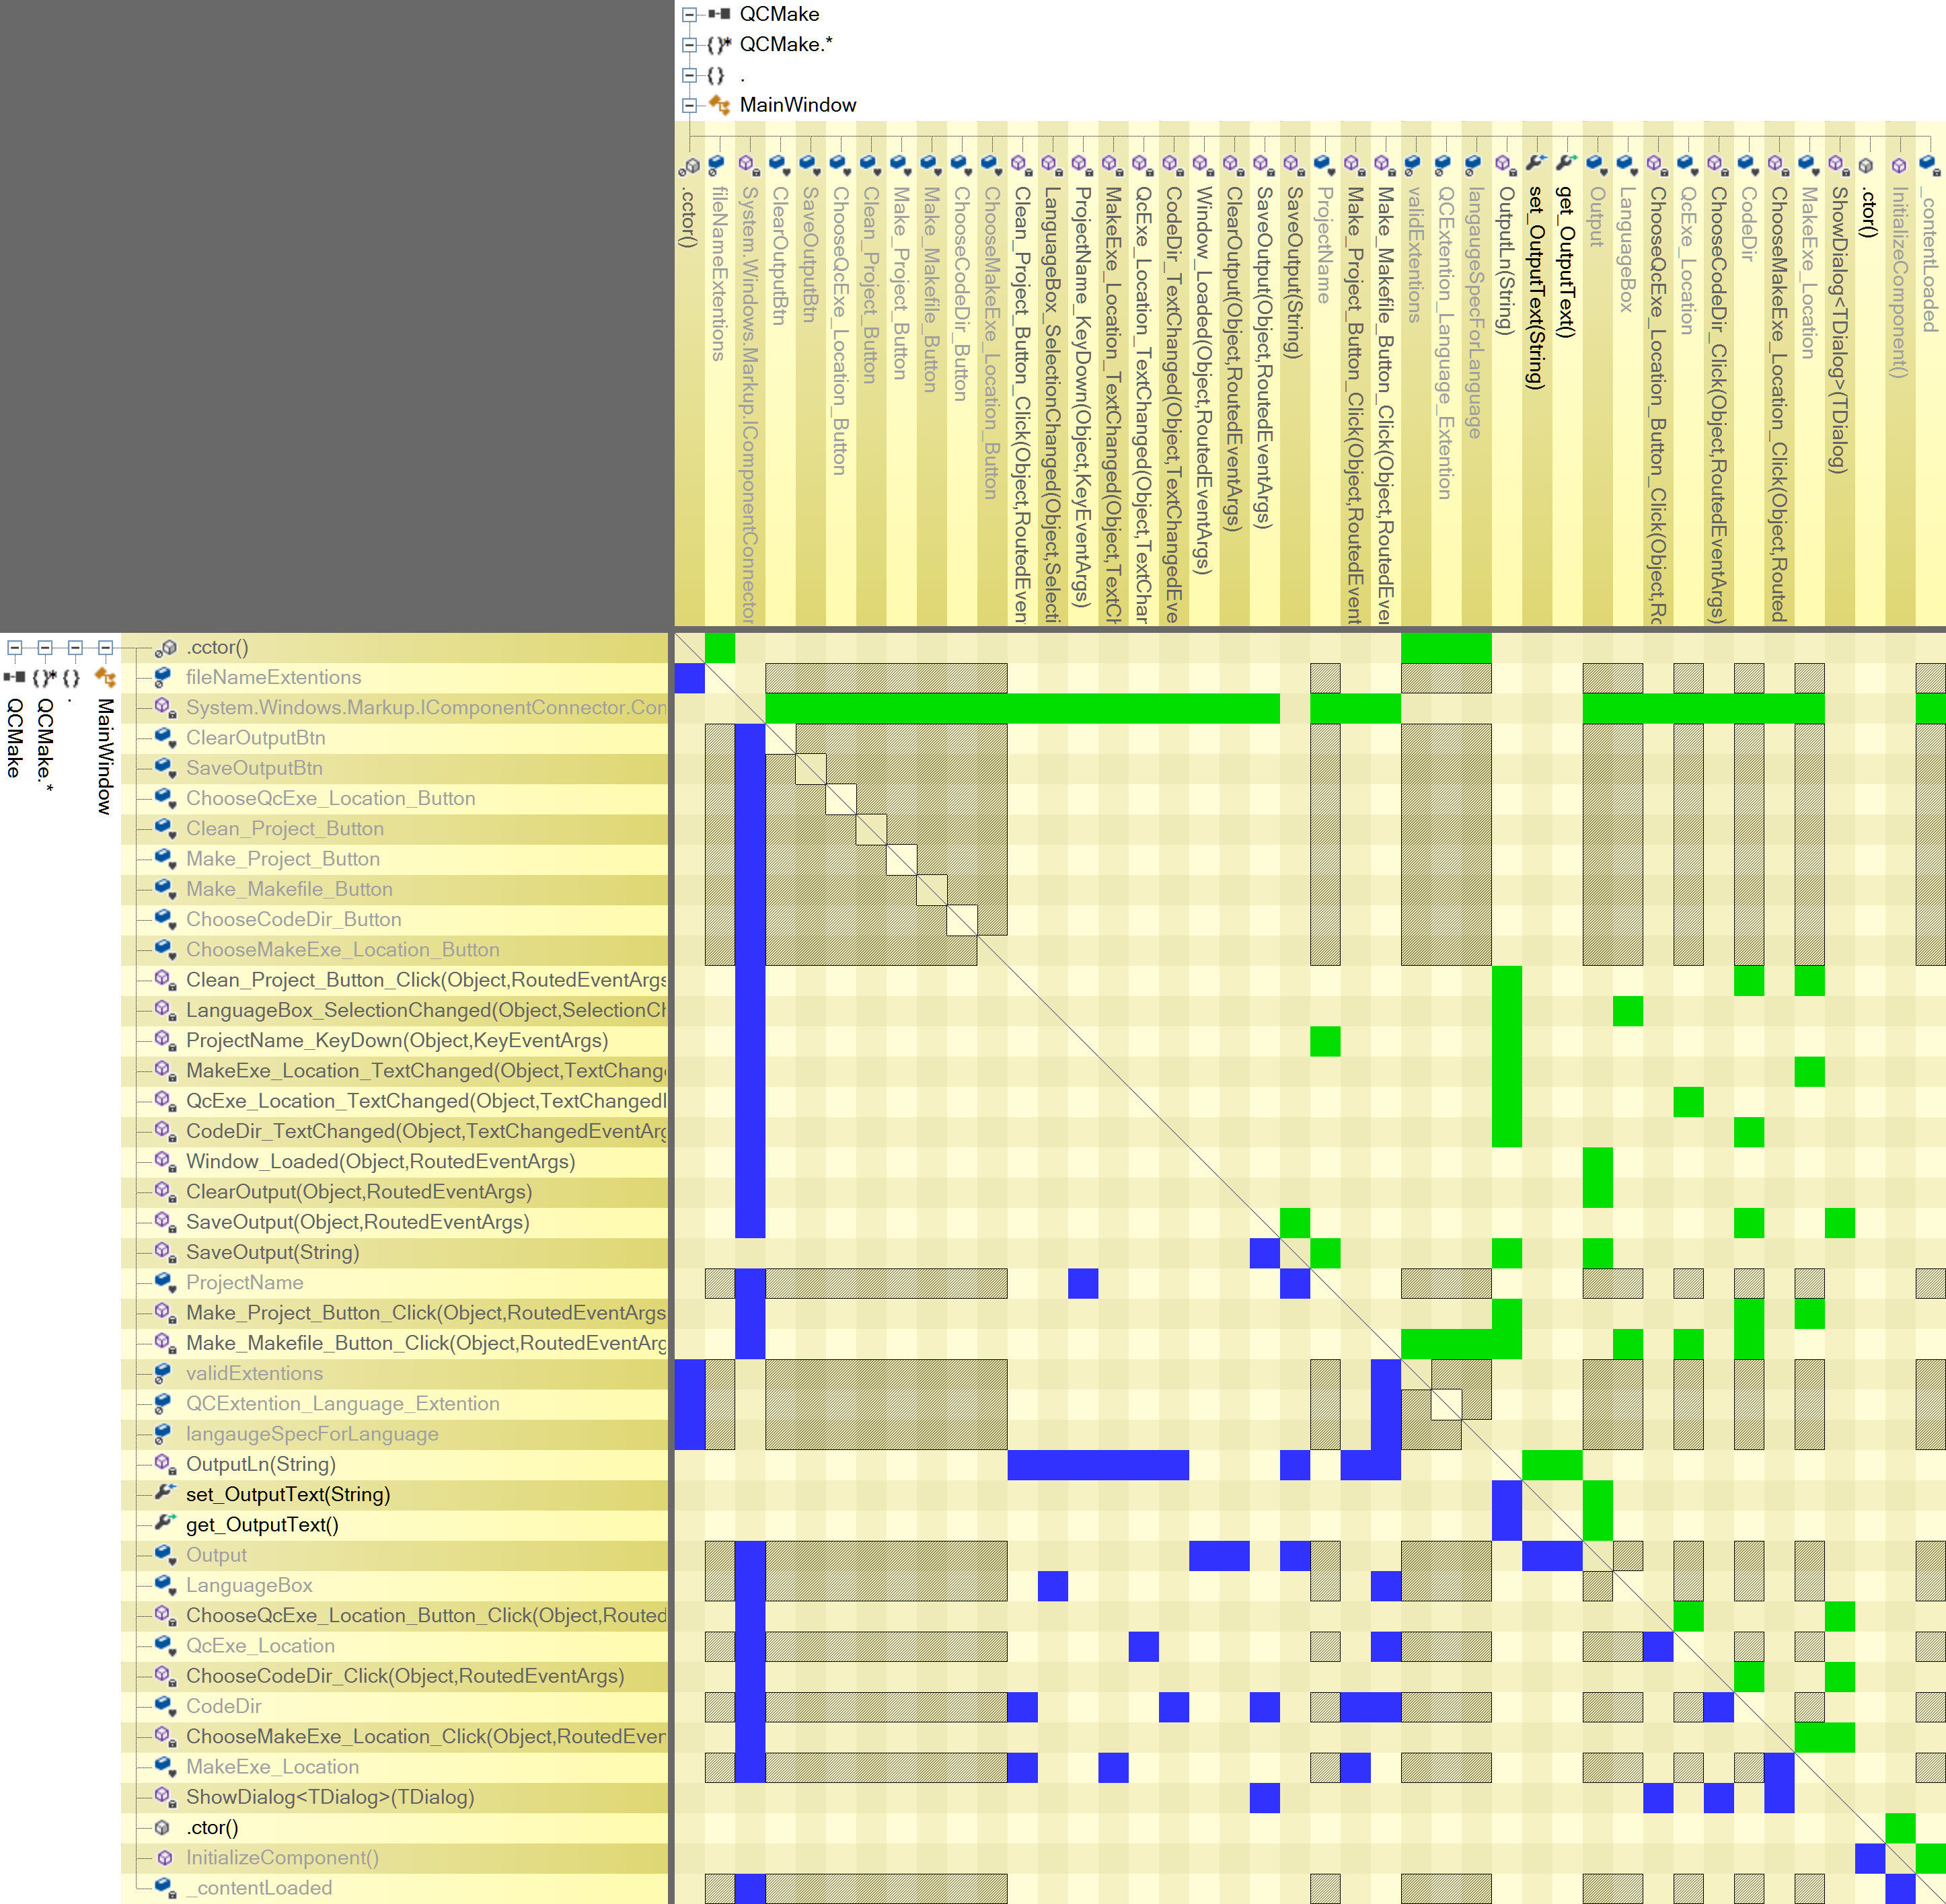 QCMake
QCMake.*
.
MainWindow
.cctor()
fileNameExtentions
System.Windows.Markup.IComponentConnector
ClearOutputBtn
SaveOutputBtn
ChooseQcExe_Location_Button
Clean_Project_Button
Make_Project_Button
Make_Makefile_Button
ChooseCodeDir_Button
ChooseMakeExe_Location_Button
Clean_Project_Button_Click(Object,RoutedEven
LanguageBox_SelectionChanged(Object,Selecti
ProjectName_KeyDown(Object,KeyEventArgs)
MakeExe_Location_TextChanged(Object,TextCh
QcExe_Location_TextChanged(Object,TextChan
CodeDir_TextChanged(Object,TextChangedEve
Window_Loaded(Object,RoutedEventArgs)
ClearOutput(Object,RoutedEventArgs)
SaveOutput(Object,RoutedEventArgs)
SaveOutput(String)
ProjectName
Make_Project_Button_Click(Object,RoutedEvent
Make_Makefile_Button_Click(Object,RoutedEver
validExtentions
QCExtention_Language_Extention
langaugeSpecForLanguage
OutputLn(String)
set_OutputText(String)
get_OutputText()
Output
LanguageBox
ChooseQcExe_Location_Button_Click(Object,Ro
QcExe_Location
ChooseCodeDir_Click(Object,RoutedEventArgs)
CodeDir
ChooseMakeExe_Location_Click(Object,Routed
MakeExe_Location
ShowDialog<TDialog>(TDialog)
.ctor()
InitializeComponent()
_contentLoaded
QCMake
QCMake.*
.
MainWindow
.cctor()
fileNameExtentions
System.Windows.Markup.IComponentConnector.Con
ClearOutputBtn
SaveOutputBtn
ChooseQcExe_Location_Button
Clean_Project_Button
Make_Project_Button
Make_Makefile_Button
ChooseCodeDir_Button
ChooseMakeExe_Location_Button
Clean_Project_Button_Click(Object,RoutedEventArgs
LanguageBox_SelectionChanged(Object,SelectionCh
ProjectName_KeyDown(Object,KeyEventArgs)
MakeExe_Location_TextChanged(Object,TextChange
QcExe_Location_TextChanged(Object,TextChangedE
CodeDir_TextChanged(Object,TextChangedEventArg
Window_Loaded(Object,RoutedEventArgs)
ClearOutput(Object,RoutedEventArgs)
SaveOutput(Object,RoutedEventArgs)
SaveOutput(String)
ProjectName
Make_Project_Button_Click(Object,RoutedEventArgs
Make_Makefile_Button_Click(Object,RoutedEventArg
validExtentions
QCExtention_Language_Extention
langaugeSpecForLanguage
OutputLn(String)
set_OutputText(String)
get_OutputText()
Output
LanguageBox
ChooseQcExe_Location_Button_Click(Object,Routed
QcExe_Location
ChooseCodeDir_Click(Object,RoutedEventArgs)
CodeDir
ChooseMakeExe_Location_Click(Object,RoutedEven
MakeExe_Location
ShowDialog<TDialog>(TDialog)
.ctor()
InitializeComponent()
_contentLoaded